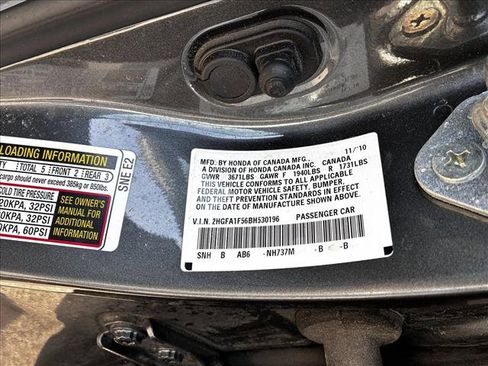 LOADING INFORMATION
TOTAL 5 FRONT 2 REAR 3
cargo should never exceed 385kg or 850lbs.
COLD TIRE PRESSURE
220KPA, 32PSI
220KPA, 32PSI
420KPA, 60PSI
SEE OWNER'S
MANUAL FOR
ADDITIONAL
INFORMATION
SNE E2
MFD. BY HONDA OF CANADA MFG., 11/'10
A DIVISION OF HONDA CANADA INC. CANADA
GVWR 3671LBS GAWR F 1940LBS R 1731LBS
THIS VEHICLE CONFORMS TO ALL APPLICABLE
FEDERAL MOTOR VEHICLE SAFETY, BUMPER,
AND THEFT PREVENTION STANDARDS IN EFFECT
ON THE DATE OF MANUFACTURE SHOWN ABOVE.
V.I.N. 2HGFA1F56BH530196 PASSENGER CAR
SNH B AB6 -NH737M -B -B